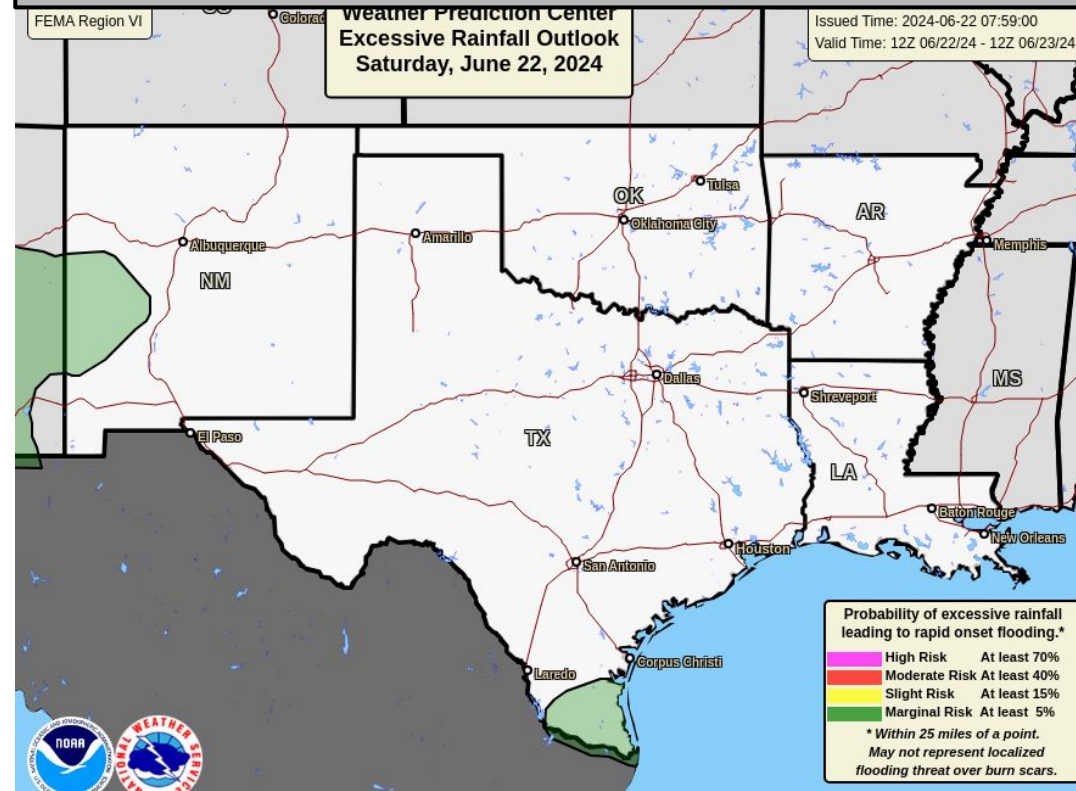 FEMA Region VI
Weather Prediction Center
Excessive Rainfall Outlook
Saturday, June 22, 2024
Issued Time: 2024-06-22 07:59:00
Valid Time: 12Z 06/22/24 - 12Z 06/23/24
Tulsa
OK
Oklahoma City
AR
Amarillo
Albuquerque
Memphis
NM
Dallas
MS
Shreveport
El Paso
TX
LA
Baton Rouge
New Orleans
Houston
San Antonio
Corpus Christi
Laredo
Probability of excessive rainfall
leading to rapid onset flooding.*
High Risk At least 70%
Moderate Risk At least 40%
Slight Risk At least 15%
Marginal Risk At least 5%
* Within 25 miles of a point.
May not represent localized
flooding threat over burn scars.
NOAA
NATIONAL WEATHER SERVICE